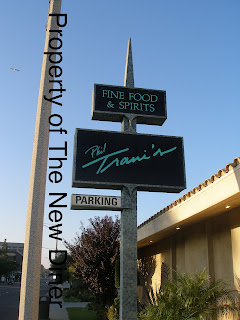 FINE FOOD
& SPIRITS
Phil
Trani's
PARKING
Property of The New Diner